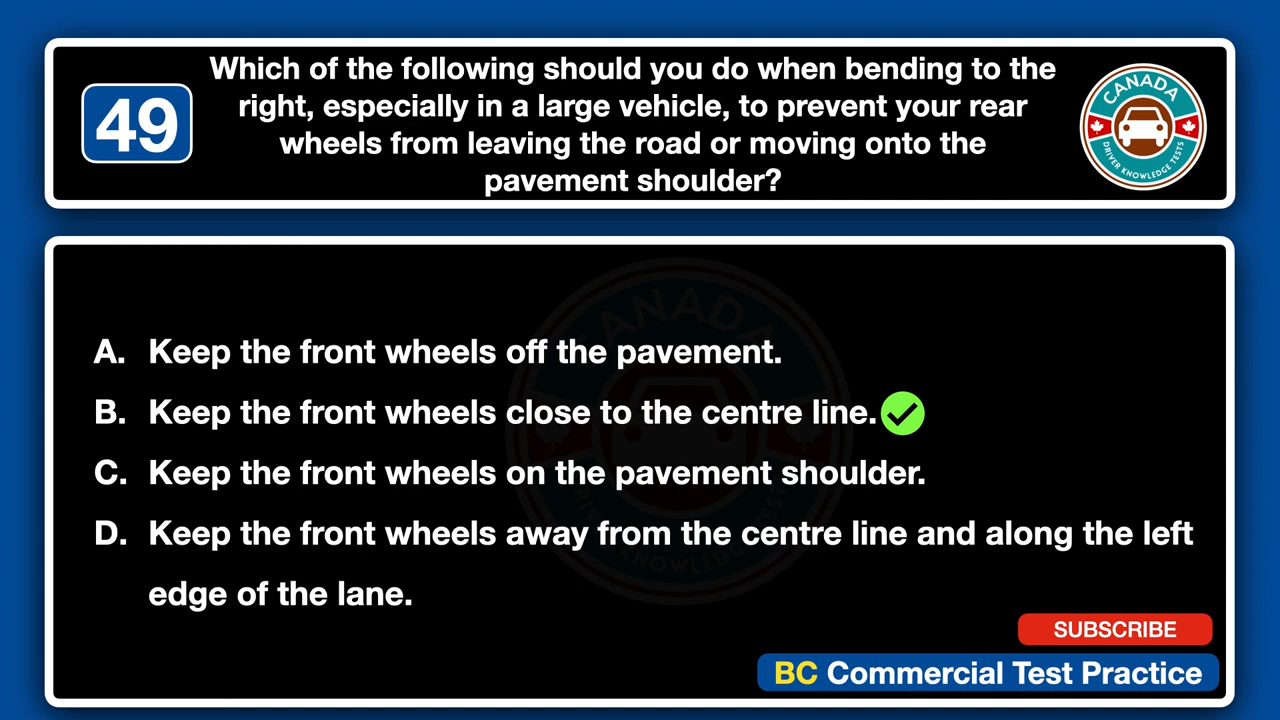 49
Which of the following should you do when bending to the
right, especially in a large vehicle, to prevent your rear
wheels from leaving the road or moving onto the
pavement shoulder?
CANADA
DRIVER KNOWLEDGE TESTS
A. Keep the front wheels off the pavement.
B. Keep the front wheels close to the centre line.
C. Keep the front wheels on the pavement shoulder.
D. Keep the front wheels away from the centre line and along the left
edge of the lane.
SUBSCRIBE
BC Commercial Test Practice